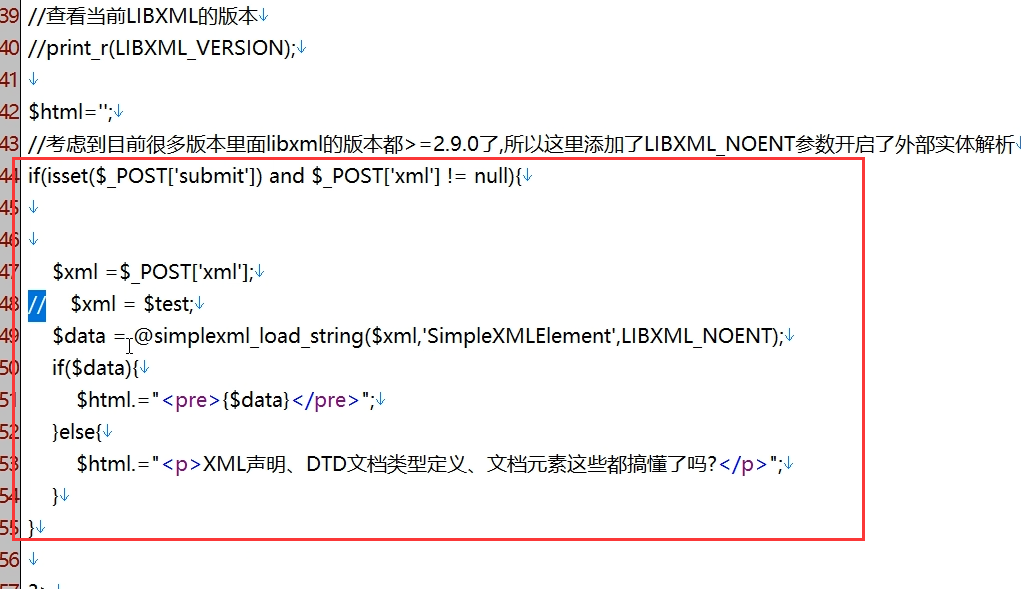 39 //查看当前LIBXML的版本↓
40 //print_r(LIBXML_VERSION);↓
41 ↓
42 $html='';↓
43 //考虑到目前很多版本里面libxml的版本都>=2.9.0了,所以这里添加了LIBXML_NOENT参数开启了外部实体解析↓
44 if(isset($_POST['submit']) and $_POST['xml'] != null){↓
45 ↓
46 ↓
47     $xml =$_POST['xml'];↓
48 //    $xml = $test;↓
49     $data = @simplexml_load_string($xml,'SimpleXMLElement',LIBXML_NOENT);↓
50     if($data){↓
51         $html.="<pre>{$data}</pre>";↓
52     }else{↓
53         $html.="<p>XML声明、DTD文档类型定义、文档元素这些都搞懂了吗?</p>";↓
54     }↓
55 }↓
56 ↓
57 ?>↓